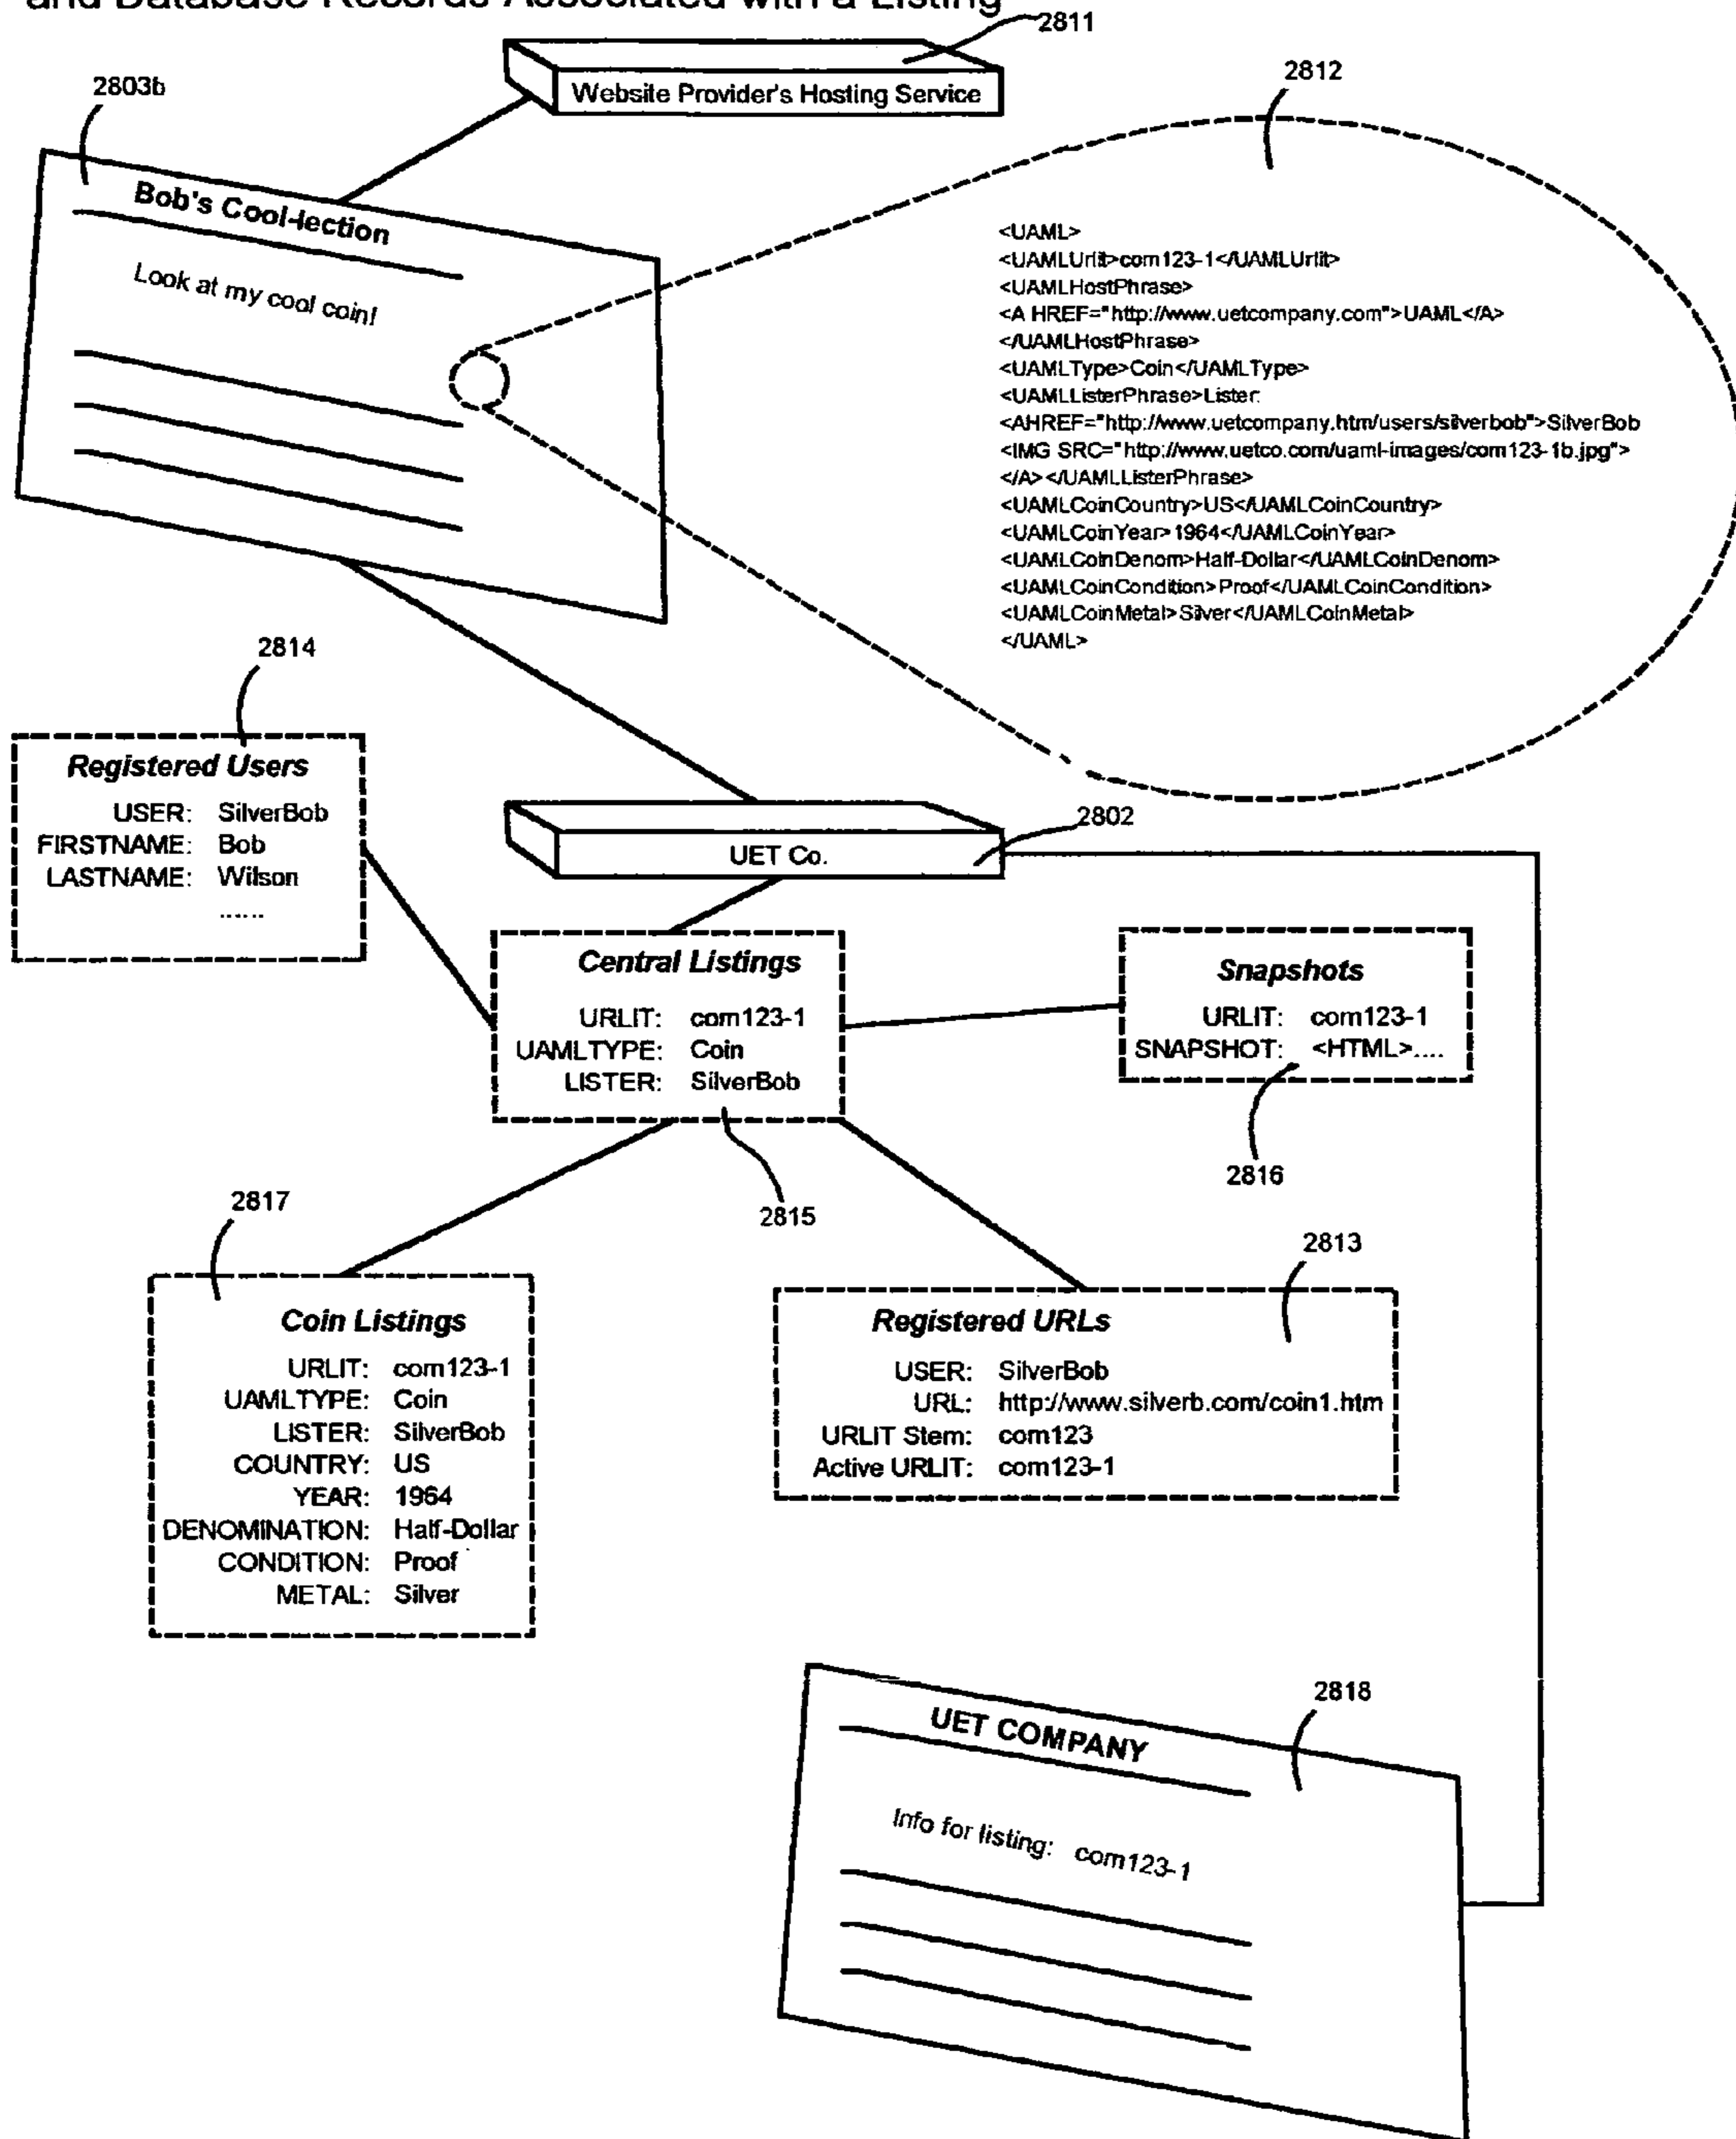 and Database Records Associated with a Listing
2811
Website Provider's Hosting Service
2803b
2812
Bob's Cool-lection
Look at my cool coin!
<UAML>
<UAMLUrlit>com123-1</UAMLUrlit>
<UAMLHostPhrase>
<A HREF="http://www.uetcompany.com">UAML</A>
</UAMLHostPhrase>
<UAMLType>Coin</UAMLType>
<UAMLListerPhrase>Lister:
<AHREF="http://www.uetcompany.htm/users/silverbob">SilverBob
<IMG SRC="http://www.uetco.com/uaml-images/com123-1b.jpg">
</A></UAMLListerPhrase>
<UAMLCoinCountry>US</UAMLCoinCountry>
<UAMLCoinYear>1964</UAMLCoinYear>
<UAMLCoinDenom>Half-Dollar</UAMLCoinDenom>
<UAMLCoinCondition>Proof</UAMLCoinCondition>
<UAMLCoinMetal>Silver</UAMLCoinMetal>
</UAML>
2814
Registered Users
USER: SilverBob
FIRSTNAME: Bob
LASTNAME: Wilson
......
2802
UET Co.
Central Listings
URLIT: com123-1
UAMLTYPE: Coin
LISTER: SilverBob
2815
Snapshots
URLIT: com123-1
SNAPSHOT: <HTML>....
2816
2817
Coin Listings
URLIT: com123-1
UAMLTYPE: Coin
LISTER: SilverBob
COUNTRY: US
YEAR: 1964
DENOMINATION: Half-Dollar
CONDITION: Proof
METAL: Silver
2813
Registered URLs
USER: SilverBob
URL: http://www.silverb.com/coin1.htm
URLIT Stem: com123
Active URLIT: com123-1
2818
UET COMPANY
Info for listing: com123-1